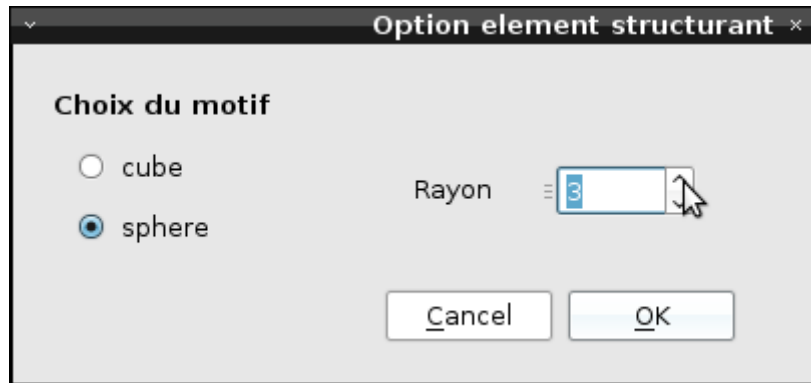 Option element structurant
Choix du motif
cube
Rayon 3
sphere
Cancel OK